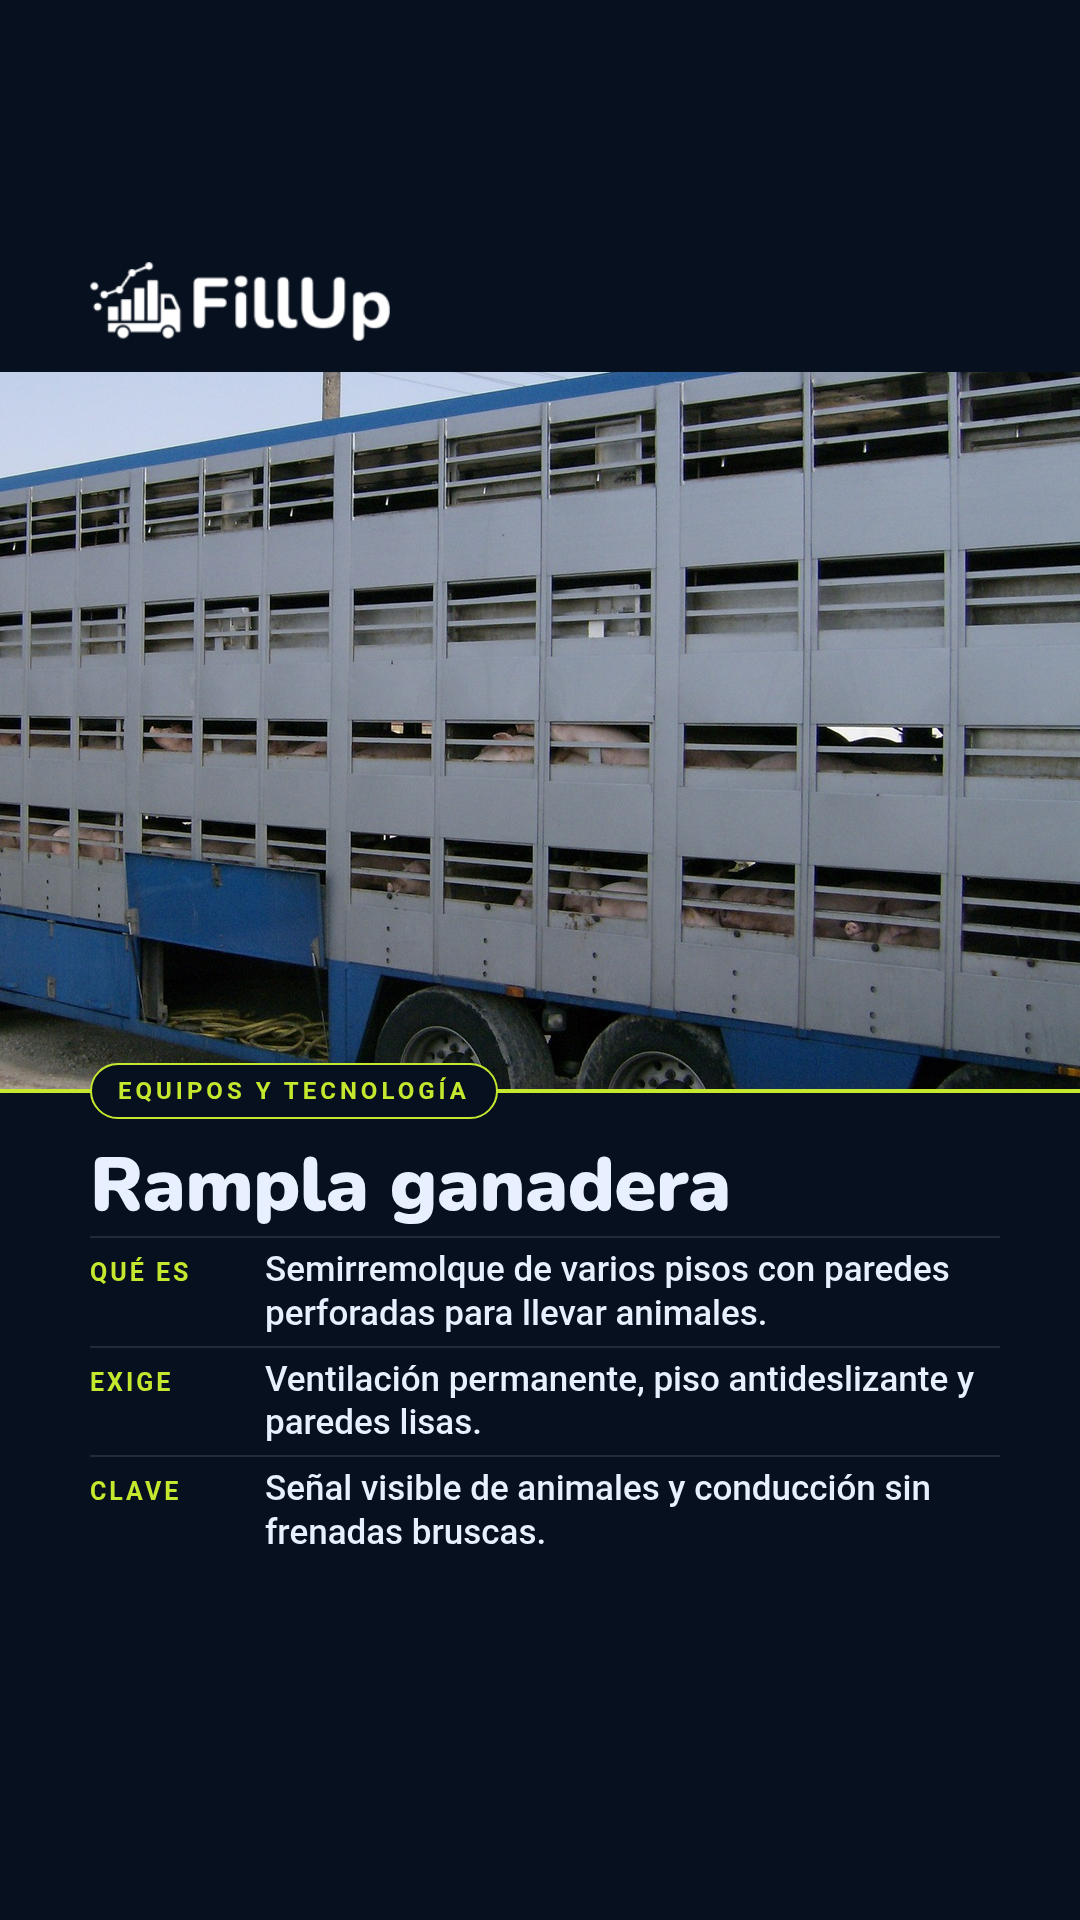 FillUp
EQUIPOS Y TECNOLOGÍA
Rampla ganadera
QUÉ ES
Semirremolque de varios pisos con paredes
perforadas para llevar animales.
EXIGE
Ventilación permanente, piso antideslizante y
paredes lisas.
CLAVE
Señal visible de animales y conducción sin
frenadas bruscas.